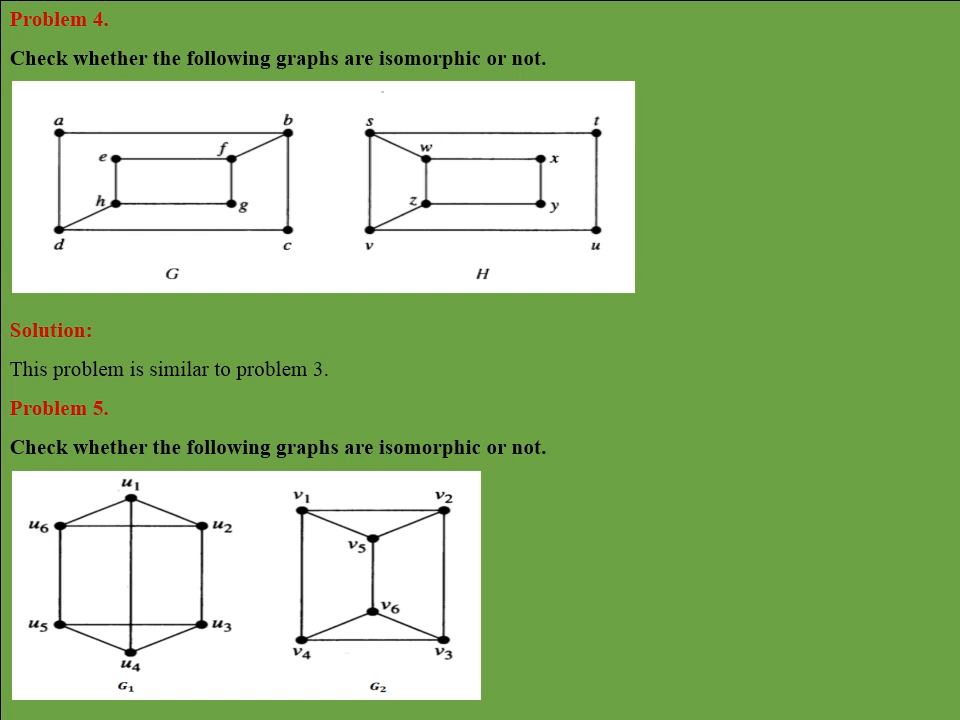 Problem 4.
Check whether the following graphs are isomorphic or not.
a b s t
e f w x
h g z y
d c v u
G H
Solution:
This problem is similar to problem 3.
Problem 5.
Check whether the following graphs are isomorphic or not.
u1 v1 v2
u6 u2
v5
v6
u5 u3
u4 v4 v3
G1 G2